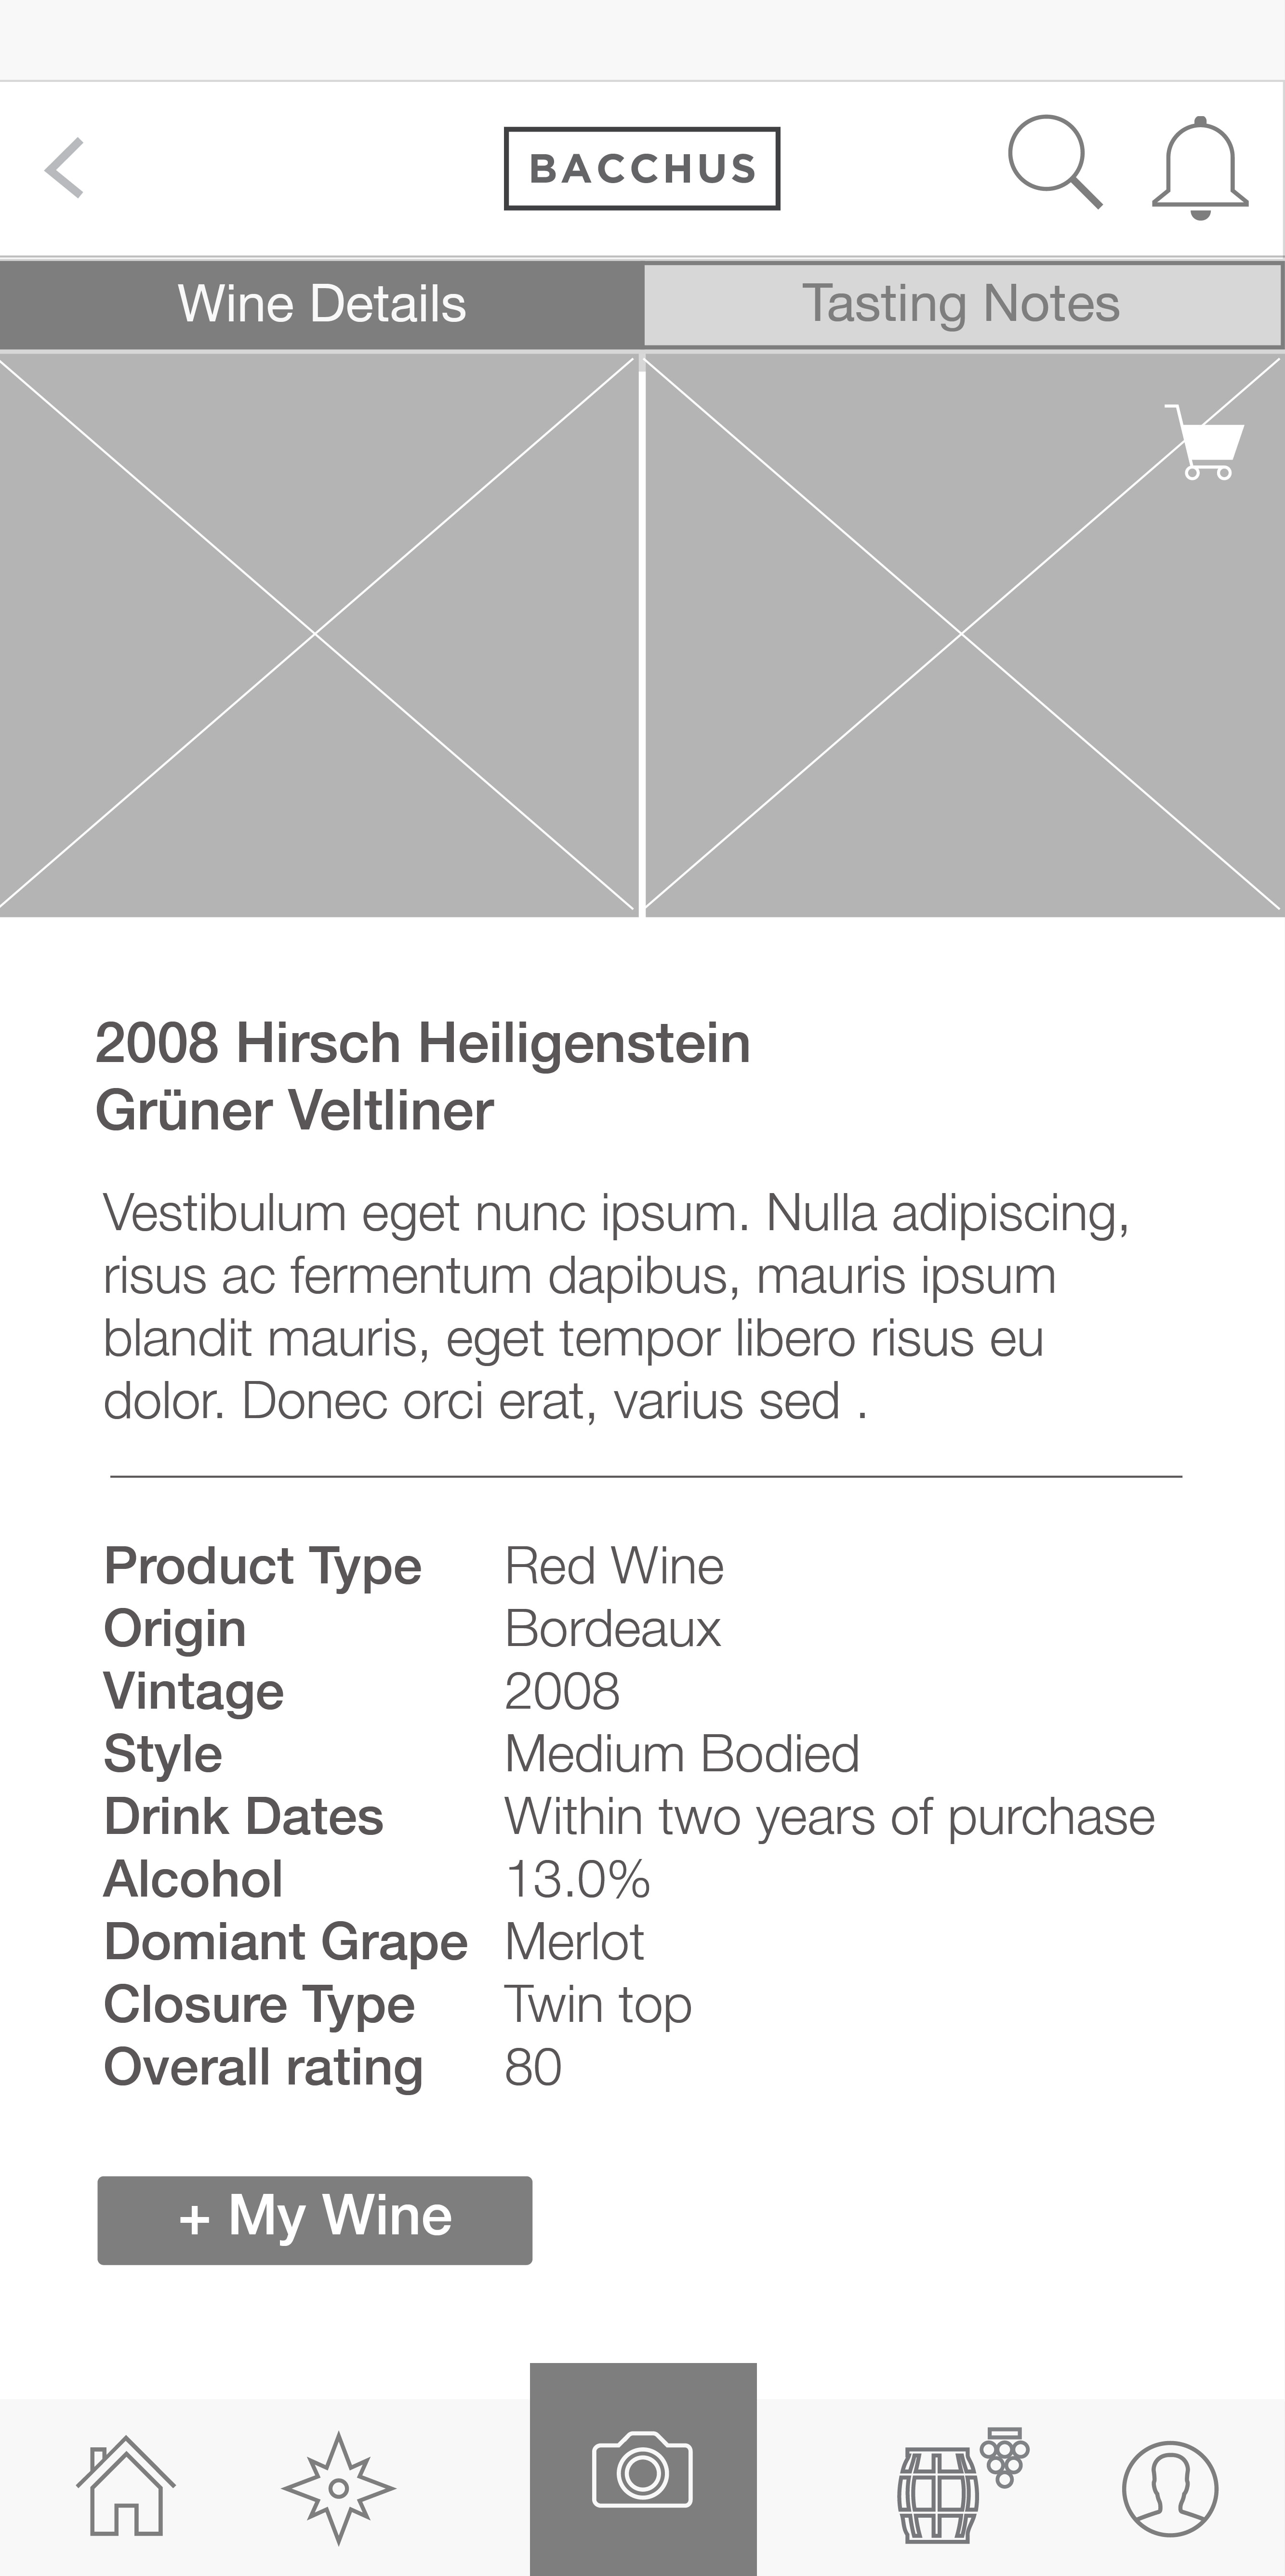 BACCHUS
Wine Details
Tasting Notes
2008 Hirsch Heiligenstein
Grüner Veltliner
Vestibulum eget nunc ipsum. Nulla adipiscing,
risus ac fermentum dapibus, mauris ipsum
blandit mauris, eget tempor libero risus eu
dolor. Donec orci erat, varius sed .
Product Type Red Wine
Origin Bordeaux
Vintage 2008
Style Medium Bodied
Drink Dates Within two years of purchase
Alcohol 13.0%
Domiant Grape Merlot
Closure Type Twin top
Overall rating 80
+ My Wine